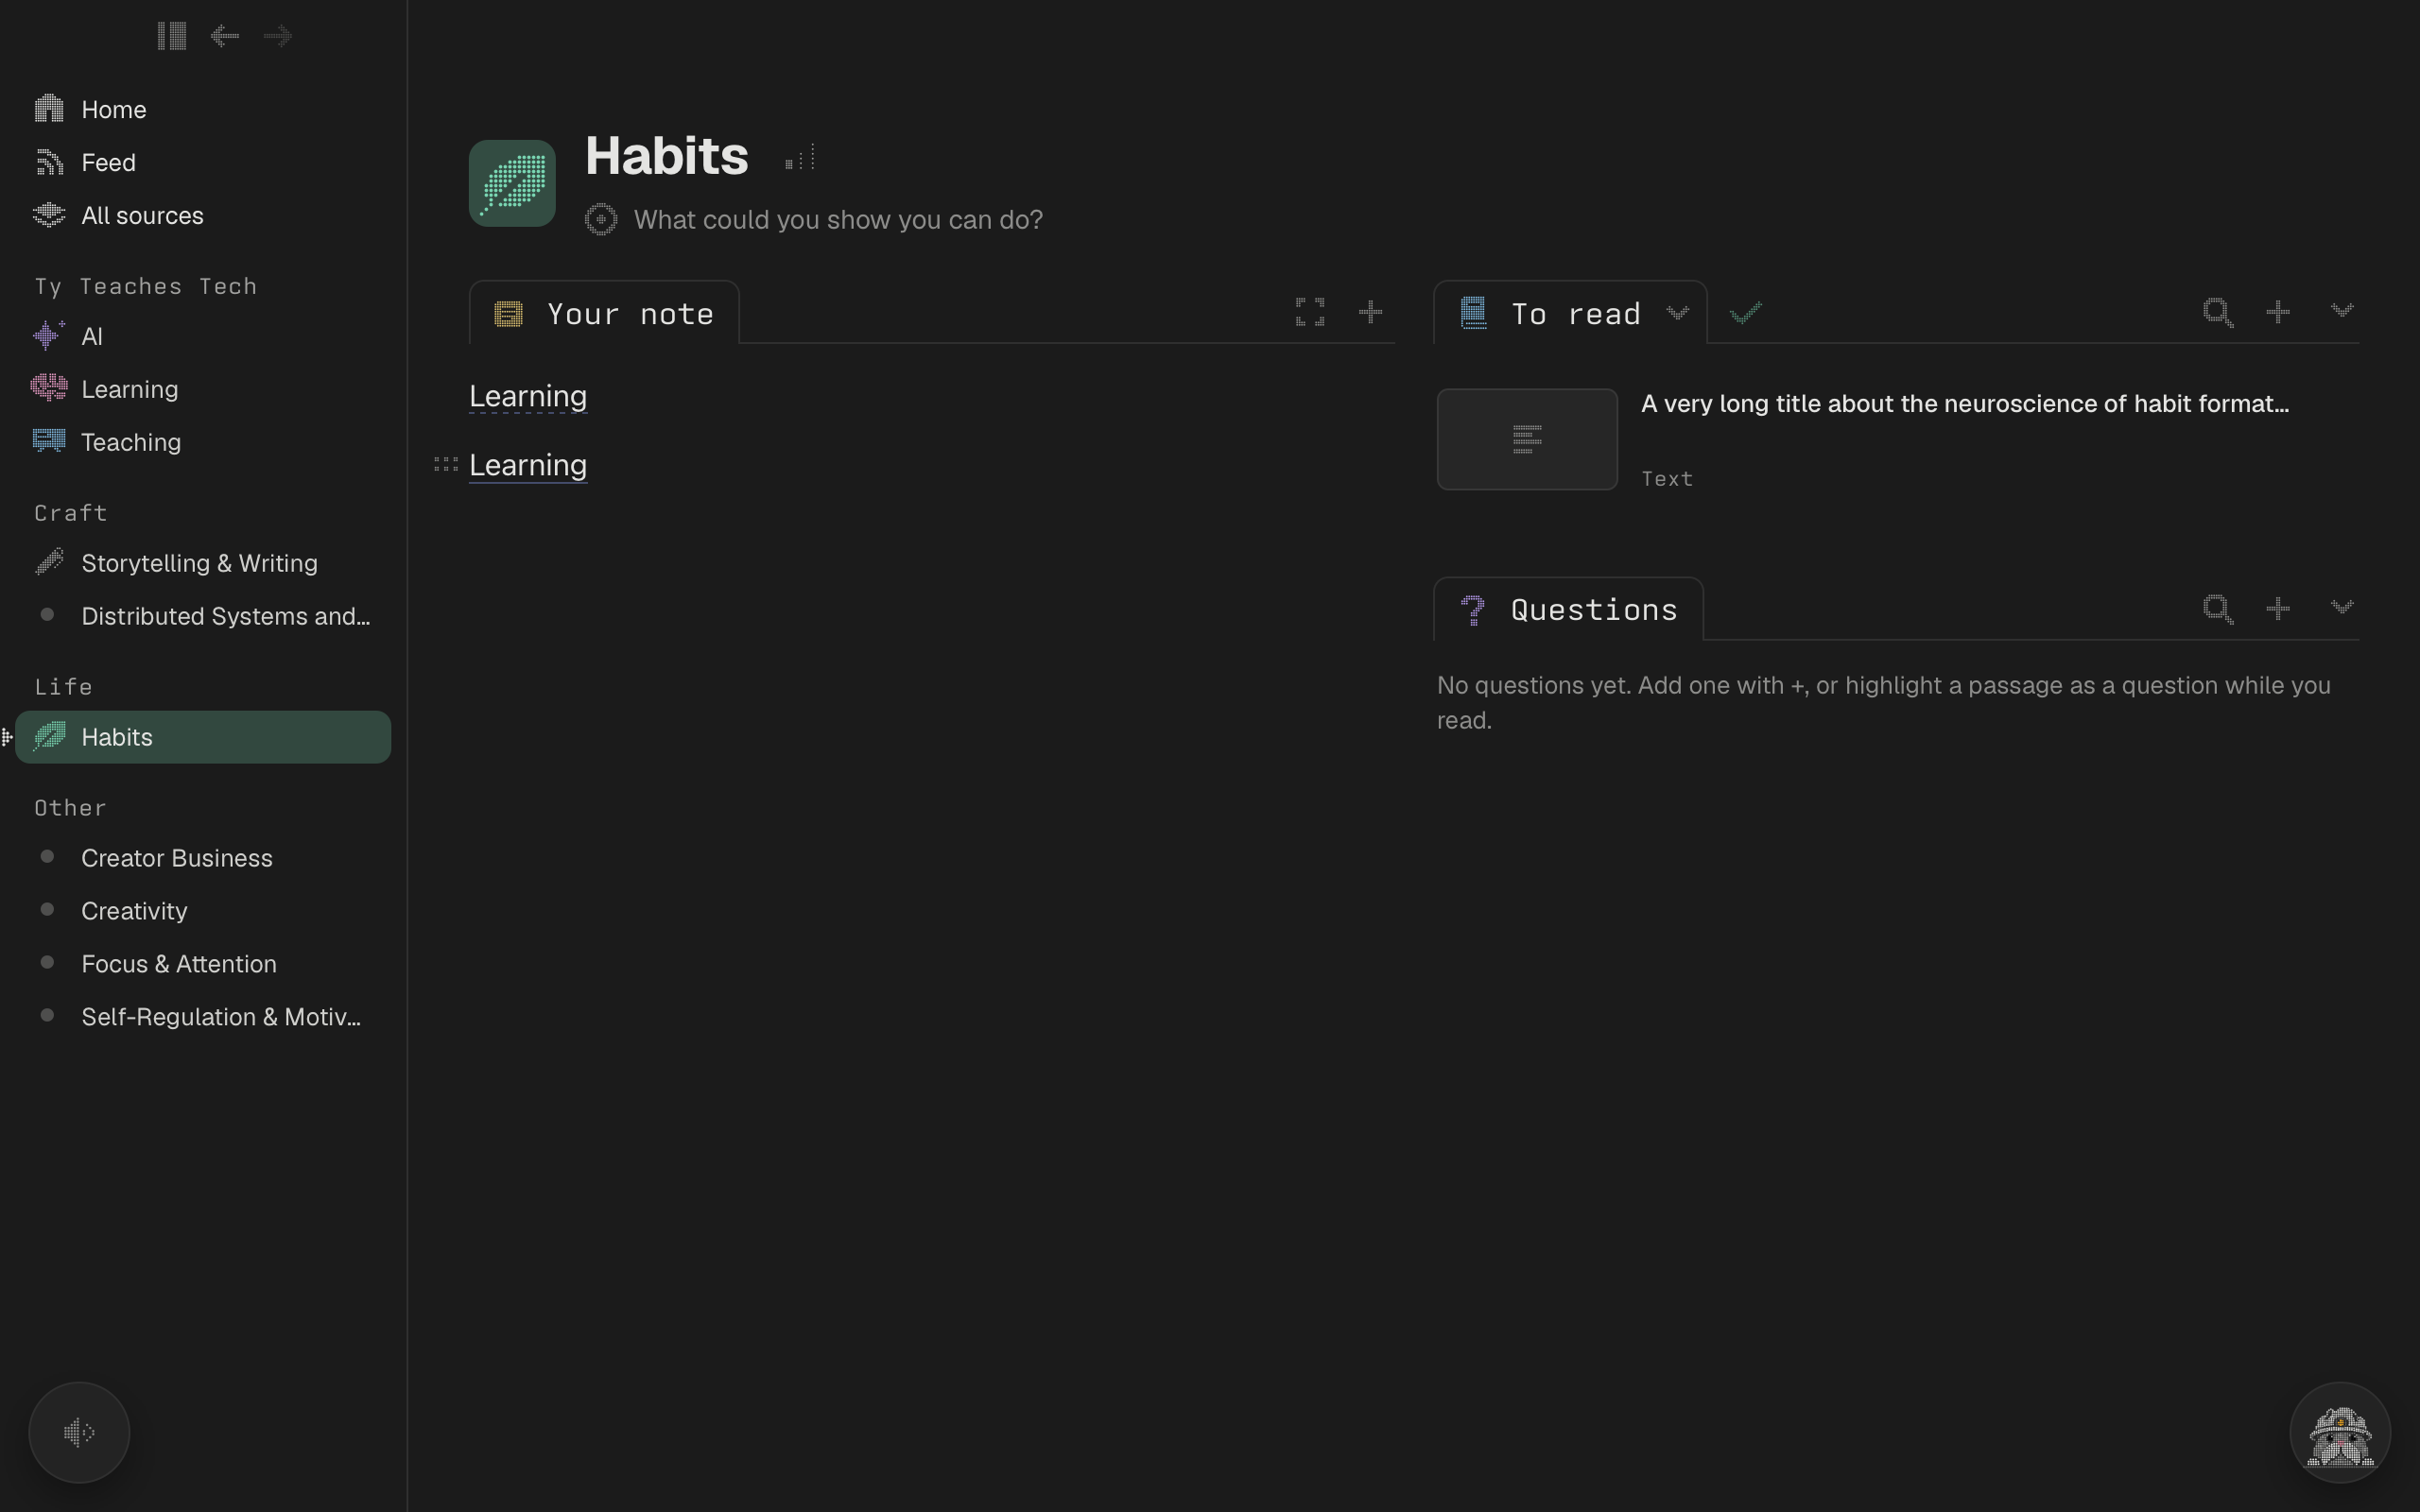 Home
Feed
All sources
Ty Teaches Tech
AI
Learning
Teaching
Craft
Storytelling & Writing
Distributed Systems and...
Life
Habits
Other
Creator Business
Creativity
Focus & Attention
Self-Regulation & Motiv...
Habits
What could you show you can do?
Your note
Learning
Learning
To read
A very long title about the neuroscience of habit format...
Text
Questions
No questions yet. Add one with +, or highlight a passage as a question while you
read.